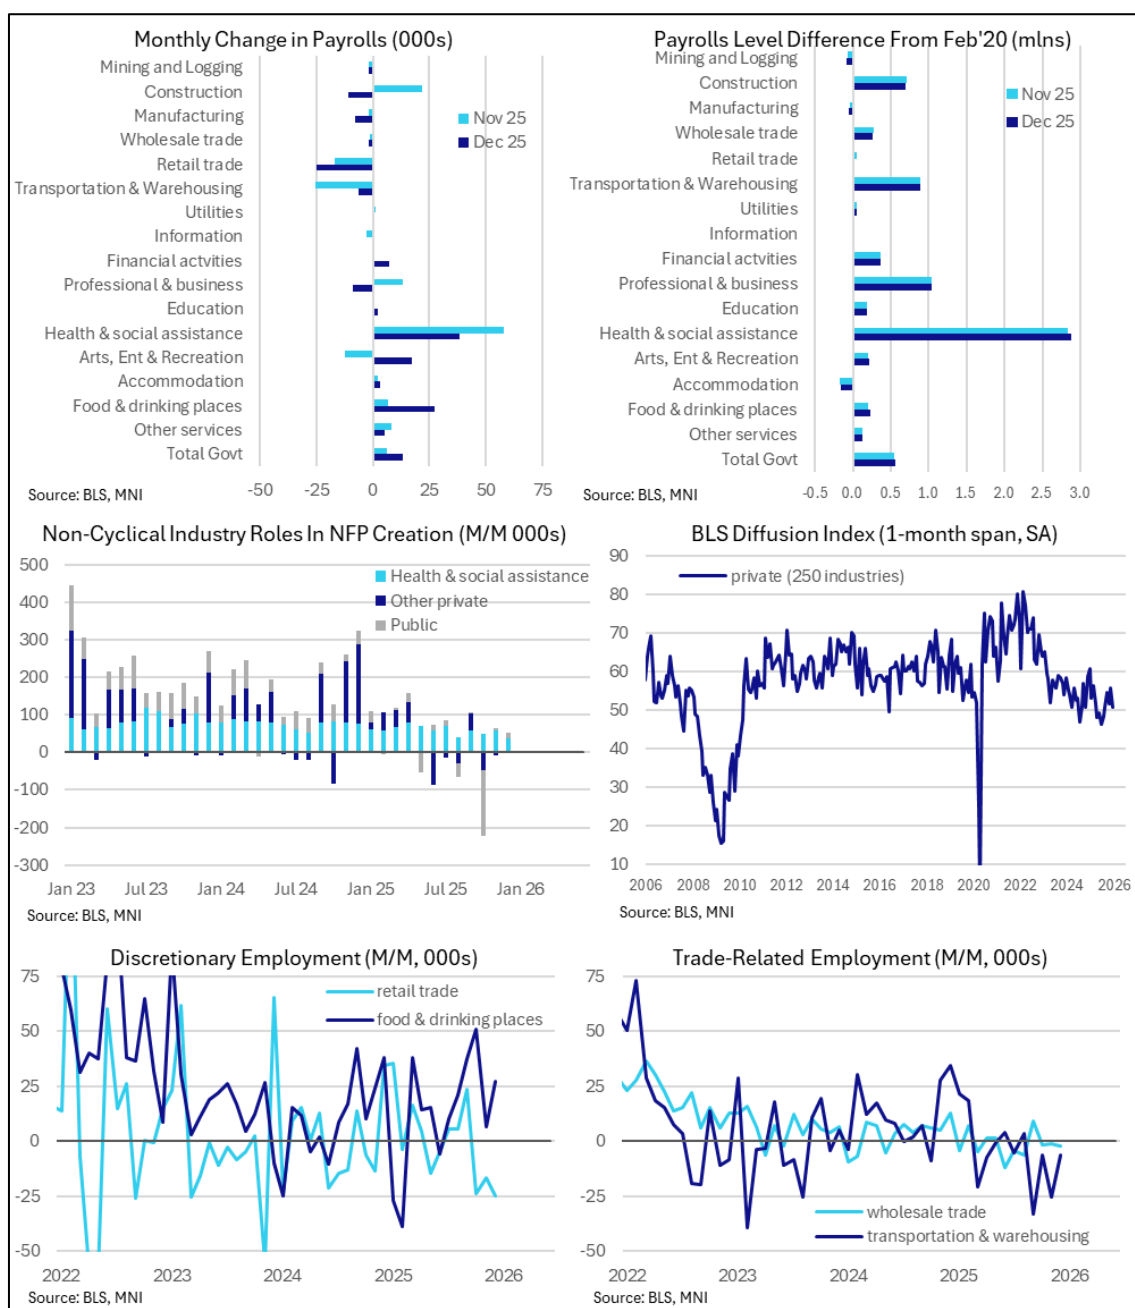 Monthly Change in Payrolls (000s)
Mining and Logging
Construction
Manufacturing
Wholesale trade
Retail trade
Transportation & Warehousing
Utilities
Information
Financial actvities
Professional & business
Education
Health & social assistance
Arts, Ent & Recreation
Accommodation
Food & drinking places
Other services
Total Govt
Nov 25
Dec 25
-50 -25 0 25 50 75
Source: BLS, MNI
Payrolls Level Difference From Feb'20 (mlns)
Mining and Logging
Construction
Manufacturing
Wholesale trade
Retail trade
Transportation & Warehousing
Utilities
Information
Financial actvities
Professional & business
Education
Health & social assistance
Arts, Ent & Recreation
Accommodation
Food & drinking places
Other services
Total Govt
Nov 25
Dec 25
-0.5 0.0 0.5 1.0 1.5 2.0 2.5 3.0
Source: BLS, MNI
Non-Cyclical Industry Roles In NFP Creation (M/M 000s)
Health & social assistance
Other private
Public
500
400
300
200
100
0
-100
-200
-300
Jan 23 Jul 23 Jan 24 Jul 24 Jan 25 Jul 25 Jan 26
Source: BLS, MNI
BLS Diffusion Index (1-month span, SA)
private (250 industries)
90
80
70
60
50
40
30
20
10
2006 2008 2010 2012 2014 2016 2018 2020 2022 2024 2026
Source: BLS, MNI
Discretionary Employment (M/M, 000s)
retail trade
food & drinking places
75
50
25
0
-25
-50
2022 2023 2024 2025 2026
Source: BLS, MNI
Trade-Related Employment (M/M, 000s)
75
50
25
0
-25
-50
wholesale trade
transportation & warehousing
2022 2023 2024 2025 2026
Source: BLS, MNI